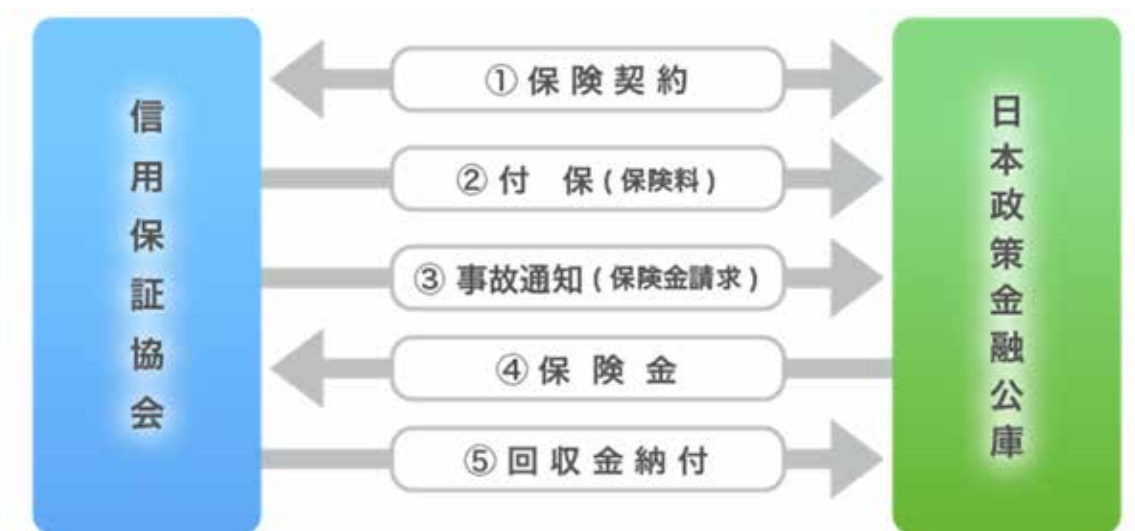 信用保証協会
①保険契約
②付 保(保険料)
③事故通知(保険金請求)
④保険金
⑤回収金納付
日本政策金融公庫